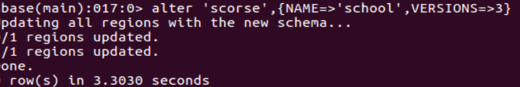 base(main):017:0> alter 'scorse',{NAME=>'school',VERSIONS=>3}
pdating all regions with the new schema...
/1 regions updated.
/1 regions updated.
one.
row(s) in 3.3030 seconds